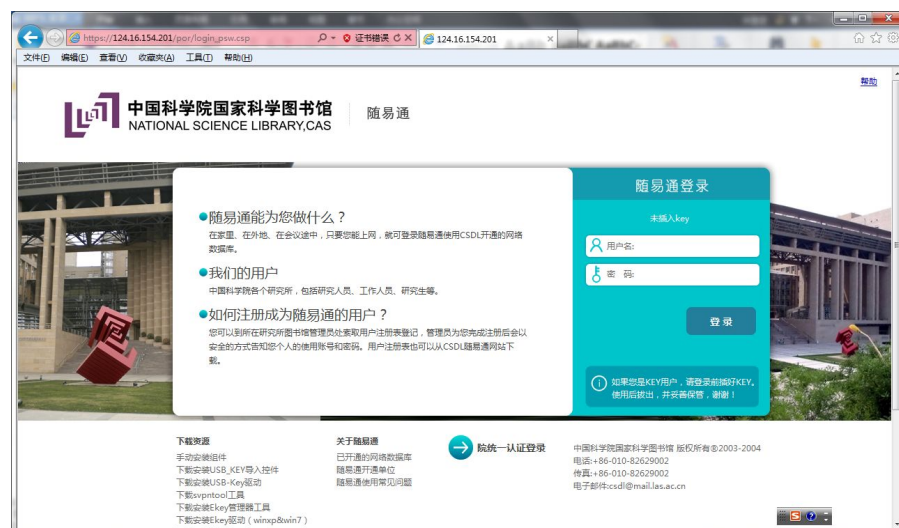 https://124.16.154.201/por/login_psw.csp
证书错误
124.16.154.201
文件(F) 编辑(E) 查看(V) 收藏夹(A) 工具(T) 帮助(H)
帮助
中国科学院国家科学图书馆
NATIONAL SCIENCE LIBRARY,CAS
随易通
随易通能为您做什么？
在家里、在外地、在会议途中，只要您能上网，就可登录随易通使用CSDL开通的网络
数据库。
我们的用户
中国科学院各个研究所，包括研究人员、工作人员、研究生等。
如何注册成为随易通的用户？
您可以到所在研究所图书馆管理员处索取用户注册表登记，管理员为您完成注册后会以
安全的方式告知您个人的使用账号和密码。用户注册表也可以从CSDL随易通网站下
载。
随易通登录
未插入key
用户名:
密 码:
登 录
如果您是KEY用户，请登录前插好KEY。
使用后拔出，并妥善保管，谢谢！
下载资源
手动安装组件
下载安装USB_KEY导入控件
下载安装USB-Key驱动
下载svpntool工具
下载安装Ekey管理器工具
下载安装Ekey驱动（winxp&win7）
关于随易通
已开通的网络数据库
随易通开通单位
随易通使用常见问题
院统一认证登录
中国科学院国家科学图书馆 版权所有©2003-2004
电话:+86-010-82629002
传真:+86-010-82629002
电子邮件:csdl@mail.las.ac.cn